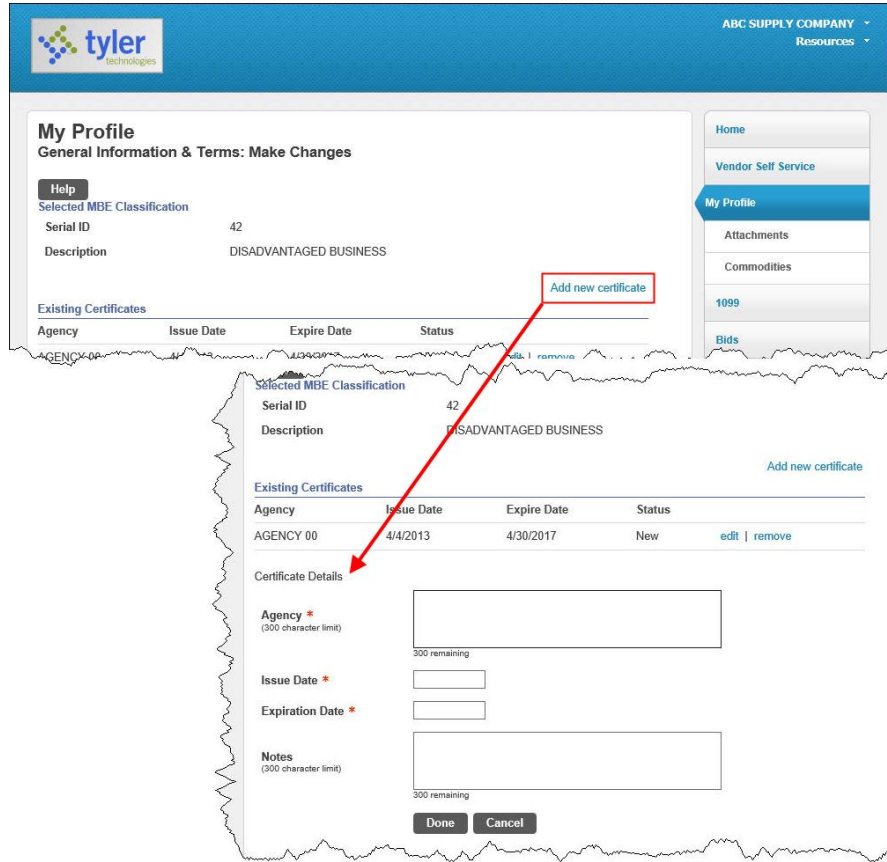 tyler
technologies
ABC SUPPLY COMPANY
Resources
My Profile
General Information & Terms: Make Changes
Help
Selected MBE Classification
Serial ID 42
Description DISADVANTAGED BUSINESS
Add new certificate
Existing Certificates
Agency Issue Date Expire Date Status
Home
Vendor Self Service
My Profile
Attachments
Commodities
1099
Bids
Selected MBE Classification
Serial ID 42
Description DISADVANTAGED BUSINESS
Add new certificate
Existing Certificates
Agency Issue Date Expire Date Status
AGENCY 00 4/4/2013 4/30/2017 New edit | remove
Certificate Details
Agency *
(300 character limit)
300 remaining
Issue Date *
Expiration Date *
Notes
(300 character limit)
300 remaining
Done Cancel